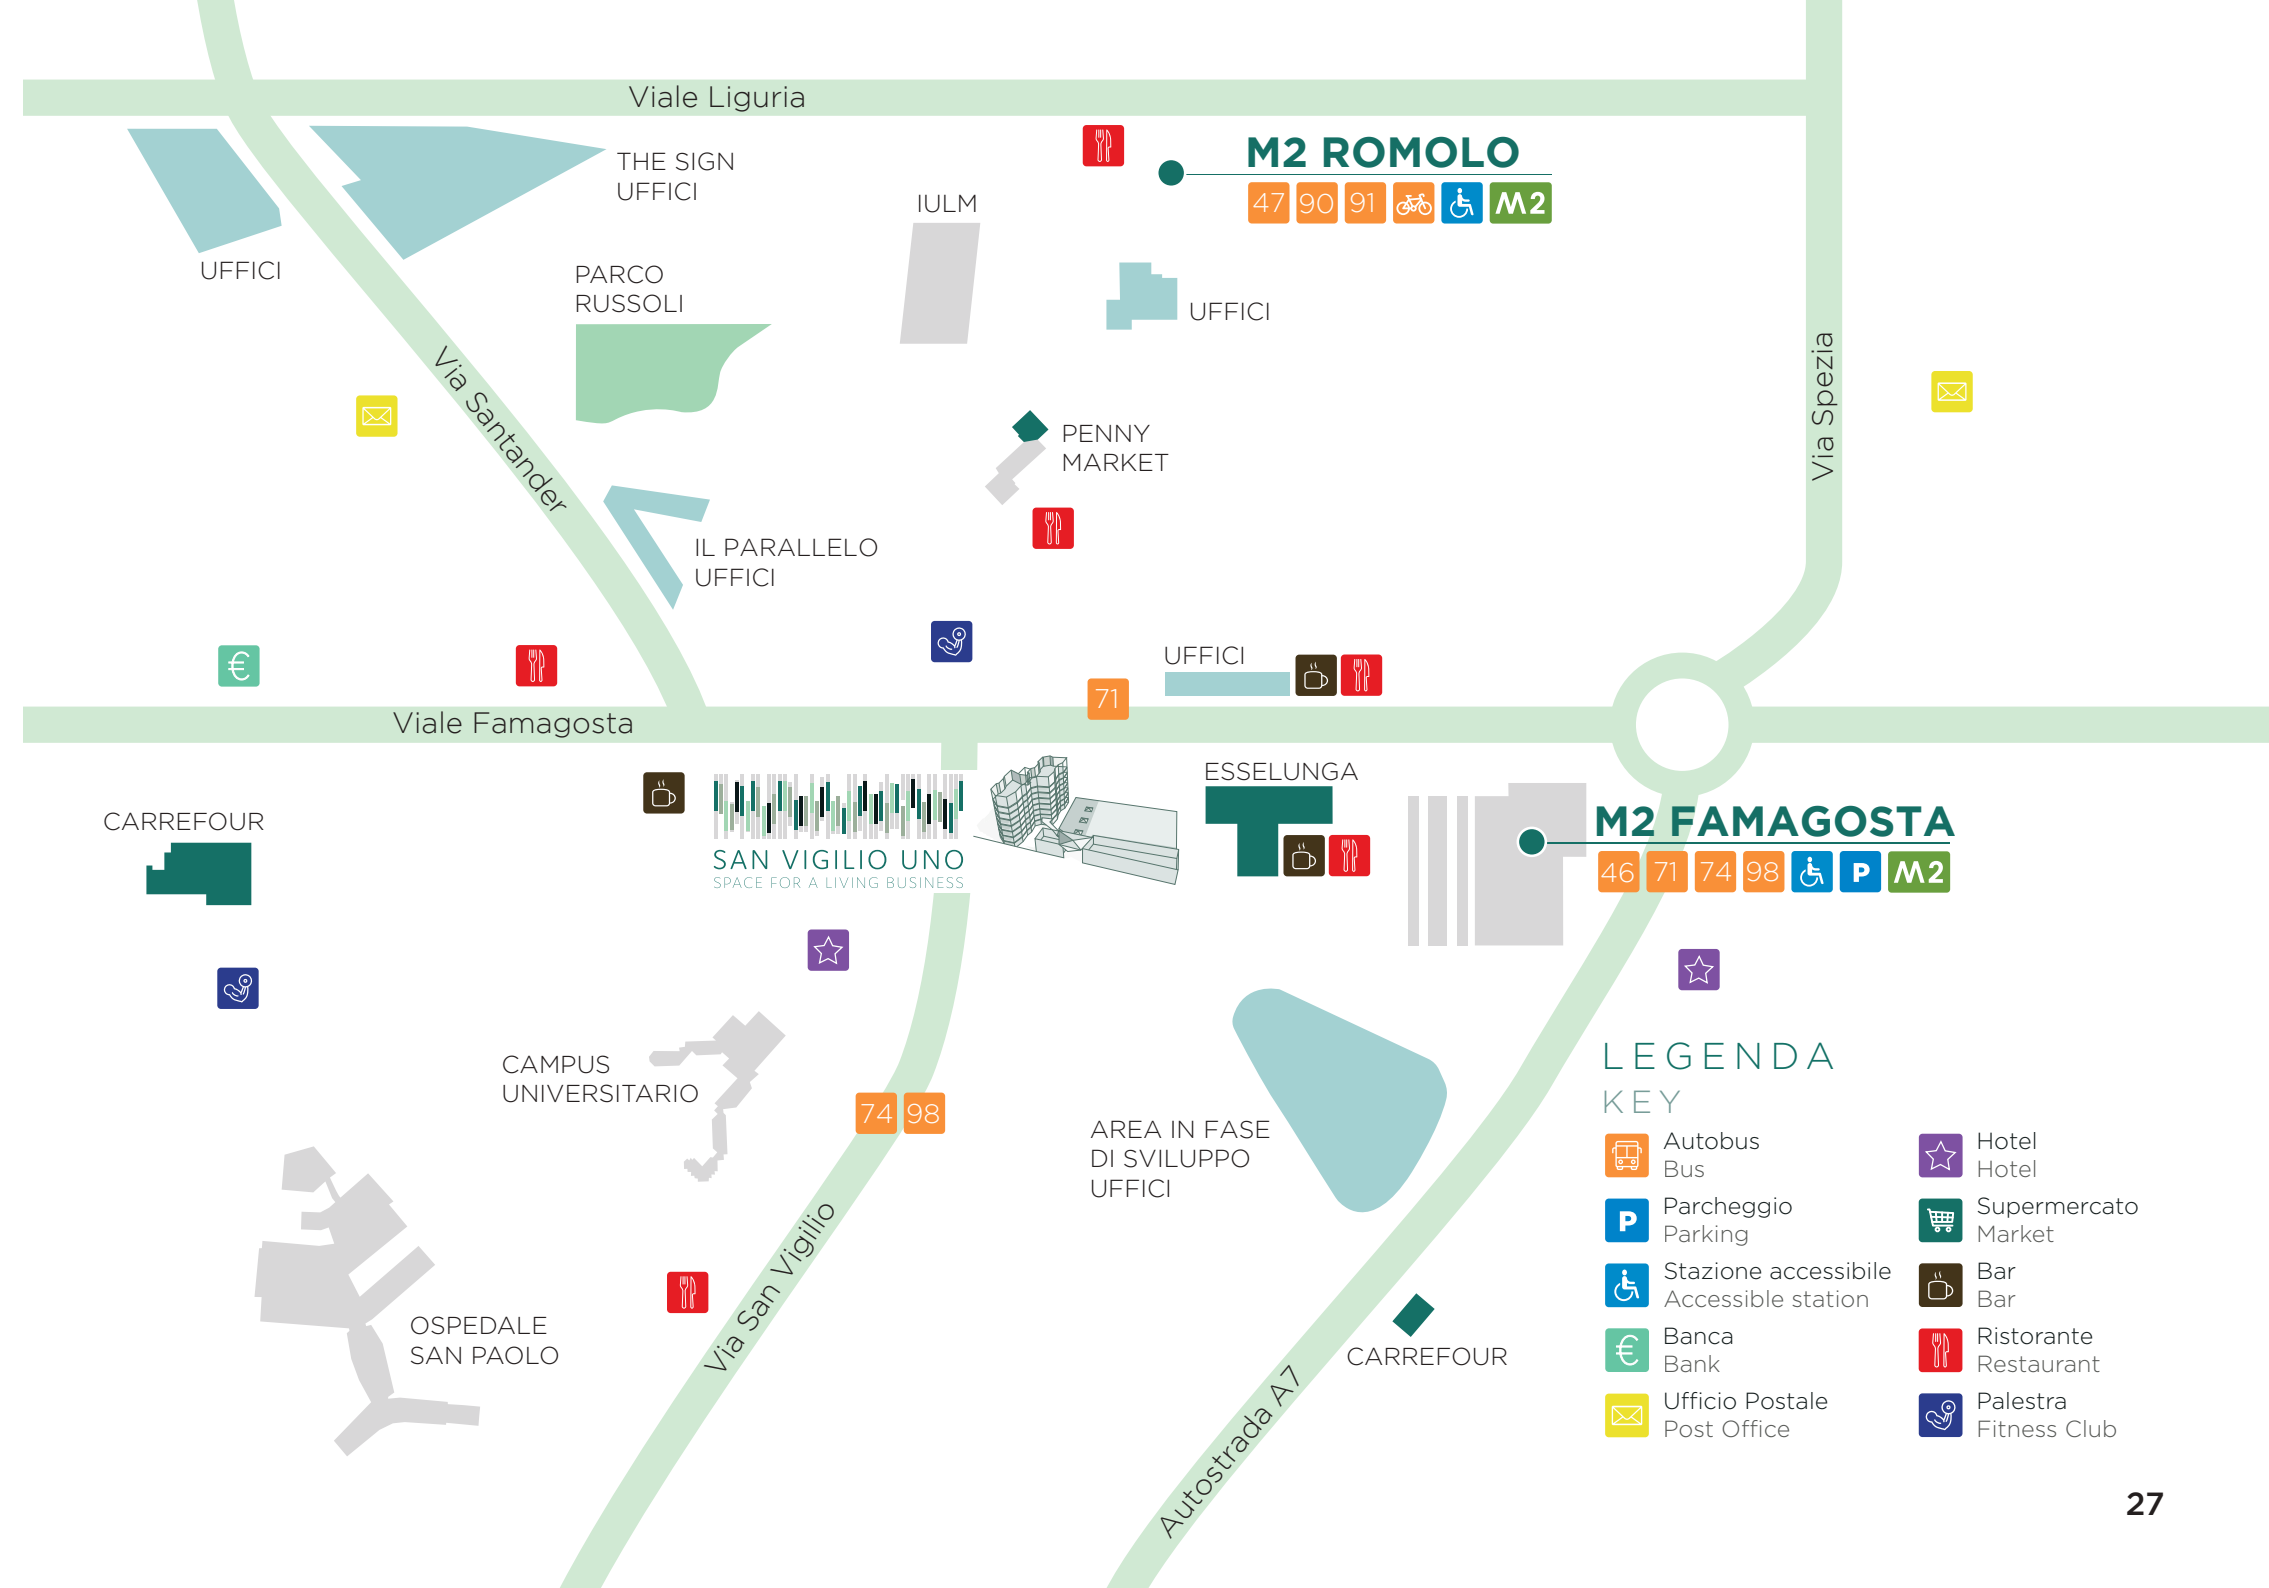 Viale Liguria
THE SIGN
UFFICI
UFFICI
M2 ROMOLO
47 90 91 M2
IULM
PARCO
RUSSOLI
UFFICI
Via Santander
Via Spezia
PENNY
MARKET
IL PARALLELO
UFFICI
UFFICI
€
71
Viale Famagosta
ESSELUNGA
CARREFOUR
SAN VIGILIO UNO
SPACE FOR A LIVING BUSINESS
M2 FAMAGOSTA
46 71 74 98 P M2
CAMPUS
UNIVERSITARIO
74 98
AREA IN FASE
DI SVILUPPO
UFFICI
Via San Vigilio
OSPEDALE
SAN PAOLO
CARREFOUR
Autostrada A7
LEGENDA
KEY
Autobus
Bus
P
Parcheggio
Parking
Stazione accessibile
Accessible station
€
Banca
Bank
Ufficio Postale
Post Office
Hotel
Hotel
Supermercato
Market
Bar
Bar
Ristorante
Restaurant
Palestra
Fitness Club
27